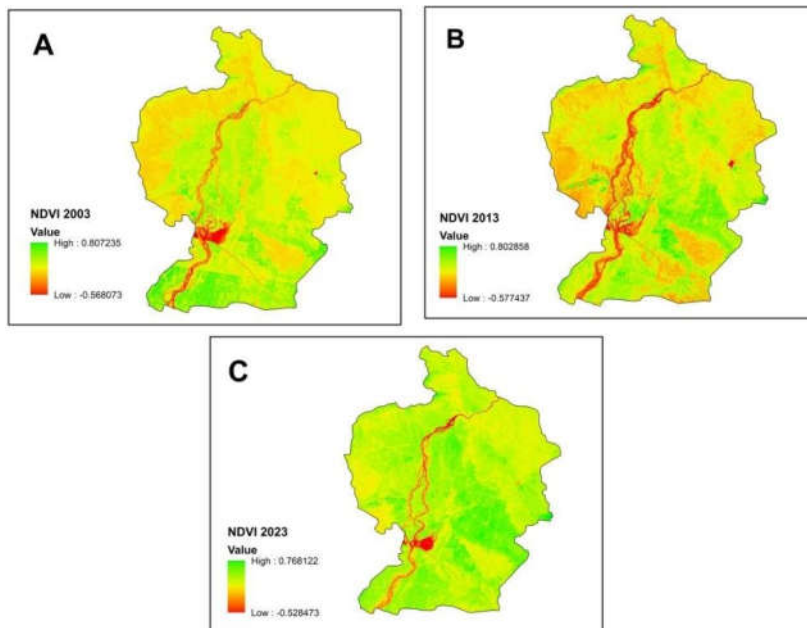 A
NDVI 2003
Value
High : 0.807235
Low : -0.568073
B
NDVI 2013
Value
High : 0.802858
Low : -0.577437
C
NDVI 2023
Value
High : 0.768122
Low : -0.528473